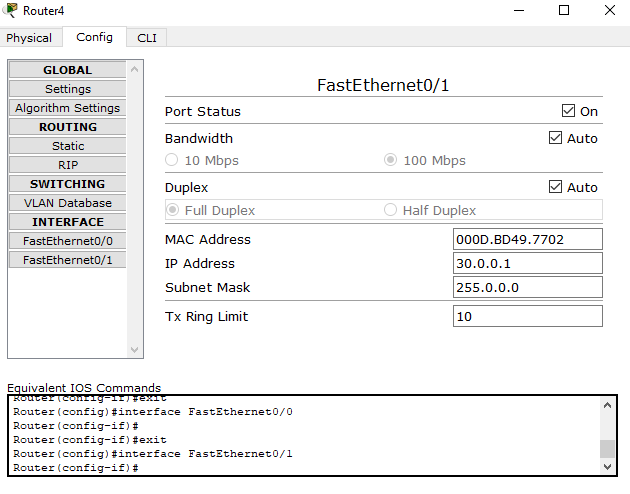 Router4
Physical Config CLI
GLOBAL
Settings
Algorithm Settings
ROUTING
Static
RIP
SWITCHING
VLAN Database
INTERFACE
FastEthernet0/0
FastEthernet0/1
FastEthernet0/1
Port Status On
Bandwidth Auto
10 Mbps 100 Mbps
Duplex Auto
Full Duplex Half Duplex
MAC Address 000D.BD49.7702
IP Address 30.0.0.1
Subnet Mask 255.0.0.0
Tx Ring Limit 10
Equivalent IOS Commands
Router(config-if)#exit
Router(config)#interface FastEthernet0/0
Router(config-if)#
Router(config-if)#exit
Router(config)#interface FastEthernet0/1
Router(config-if)#